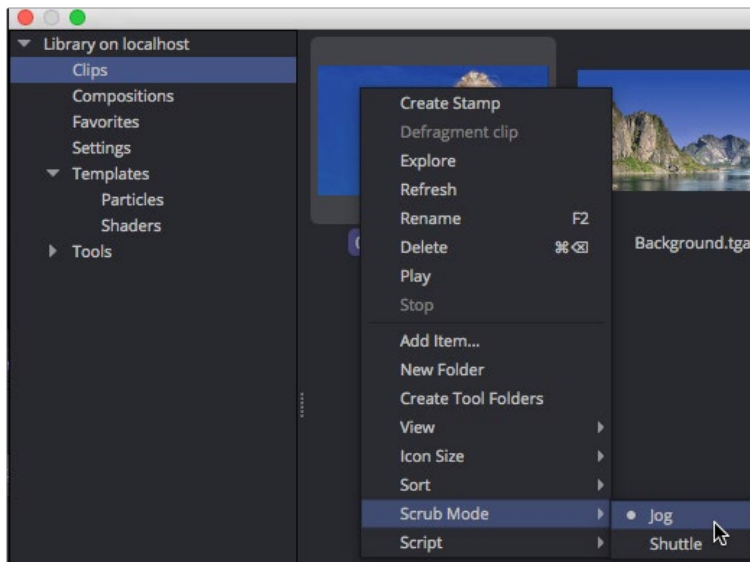 Library on localhost
Clips
Compositions
Favorites
Settings
Templates
Particles
Shaders
Tools
Create Stamp
Defragment clip
Explore
Refresh
Rename F2
Delete ⌘⌫
Play
Stop
Add Item...
New Folder
Create Tool Folders
View
Icon Size
Sort
Scrub Mode
Script
Jog
Shuttle
Background.tga